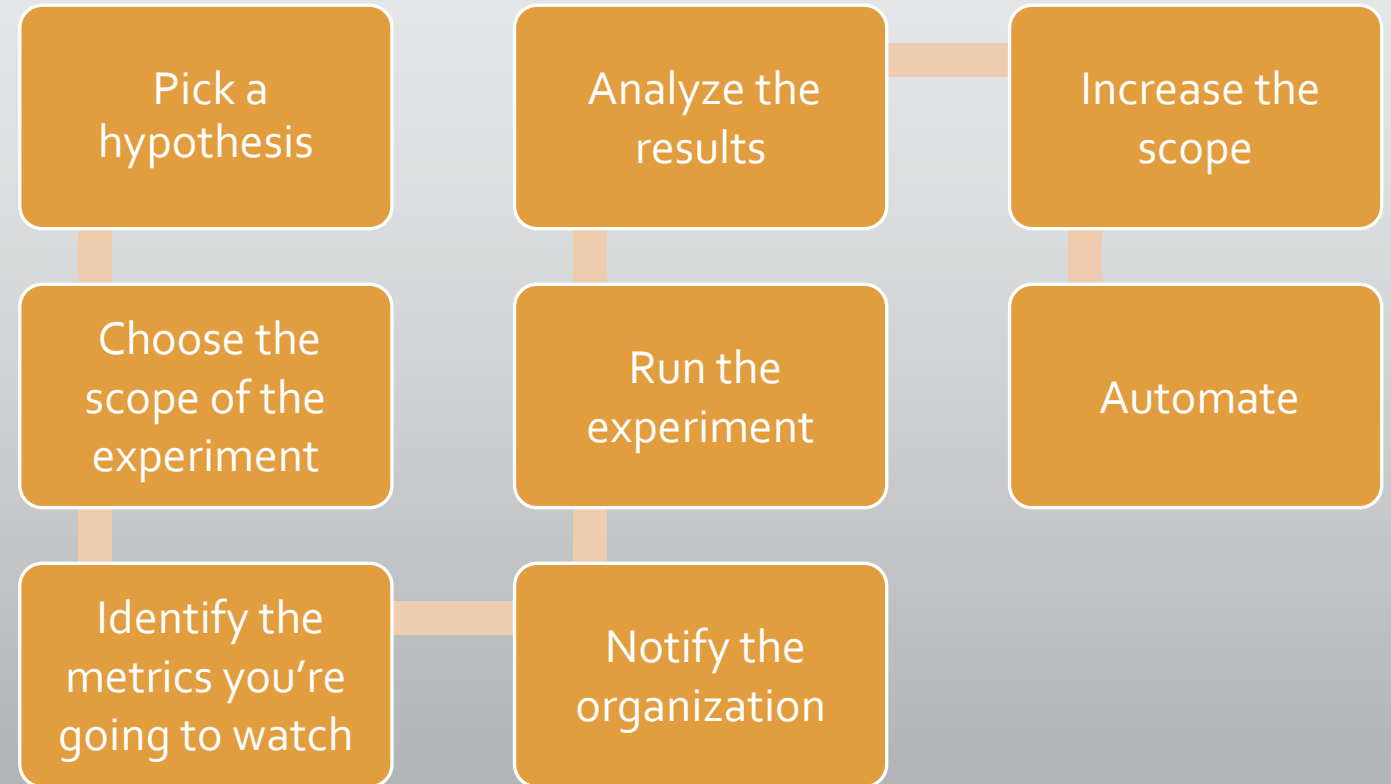 Pick a
hypothesis
Choose the
scope of the
experiment
Identify the
metrics you’re
going to watch
Notify the
organization
Run the
experiment
Analyze the
results
Increase the
scope
Automate